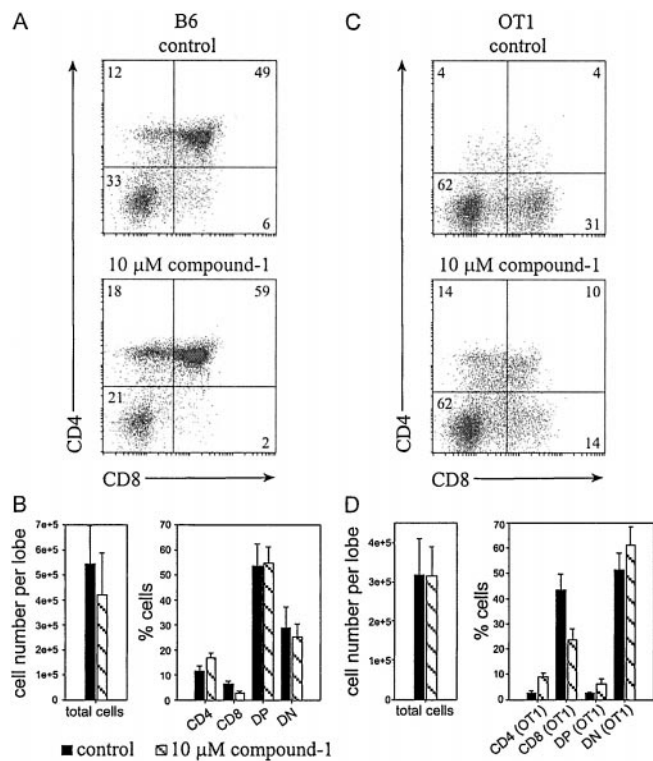 A
B6
control
12
49
33
6
10 μM compound-1
18
59
21
2
CD4
CD8
C
OT1
control
4
4
62
31
10 μM compound-1
14
10
62
14
CD4
CD8
B
cell number per lobe
7e+5
6e+5
5e+5
4e+5
3e+5
2e+5
1e+5
0
total cells
% cells
70
60
50
40
30
20
10
0
CD4
CD8
DP
DN
D
cell number per lobe
4e+5
3e+5
2e+5
1e+5
0
total cells
% cells
70
60
50
40
30
20
10
0
CD4 (OT1)
CD8 (OT1)
DP (OT1)
DN (OT1)
control
10 μM compound-1